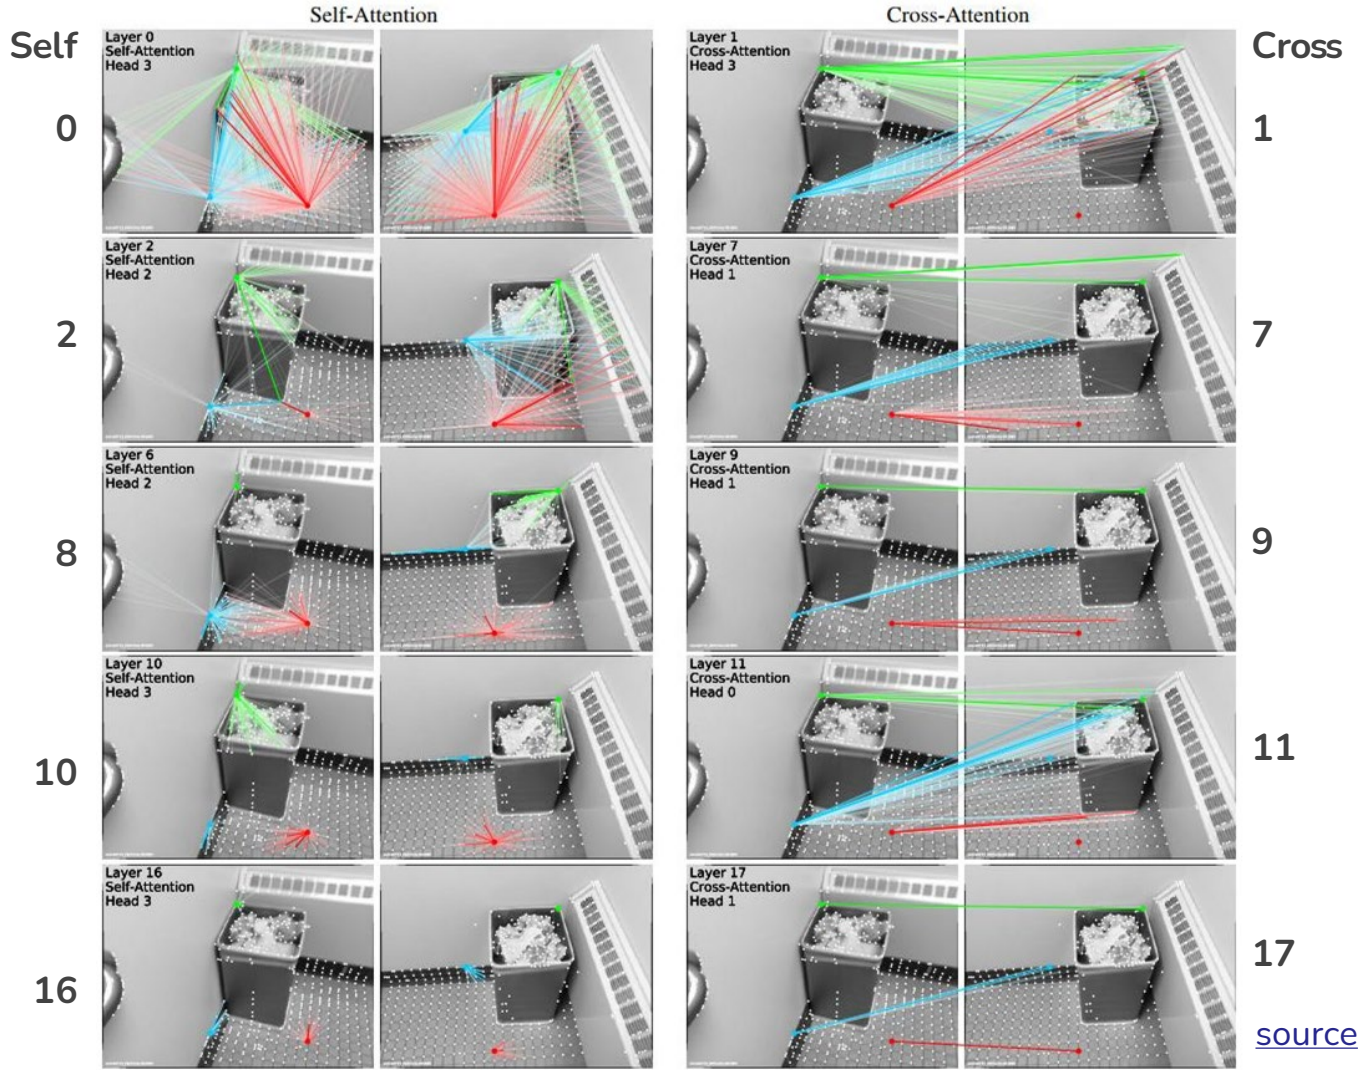 Self-Attention
Cross-Attention
Self
Cross
Layer 0
Self-Attention
Head 3
Layer 1
Cross-Attention
Head 3
0
1
Layer 2
Self-Attention
Head 2
Layer 7
Cross-Attention
Head 1
2
7
Layer 6
Self-Attention
Head 2
Layer 9
Cross-Attention
Head 1
8
9
Layer 10
Self-Attention
Head 3
Layer 11
Cross-Attention
Head 0
10
11
Layer 16
Self-Attention
Head 3
Layer 17
Cross-Attention
Head 1
16
17
source